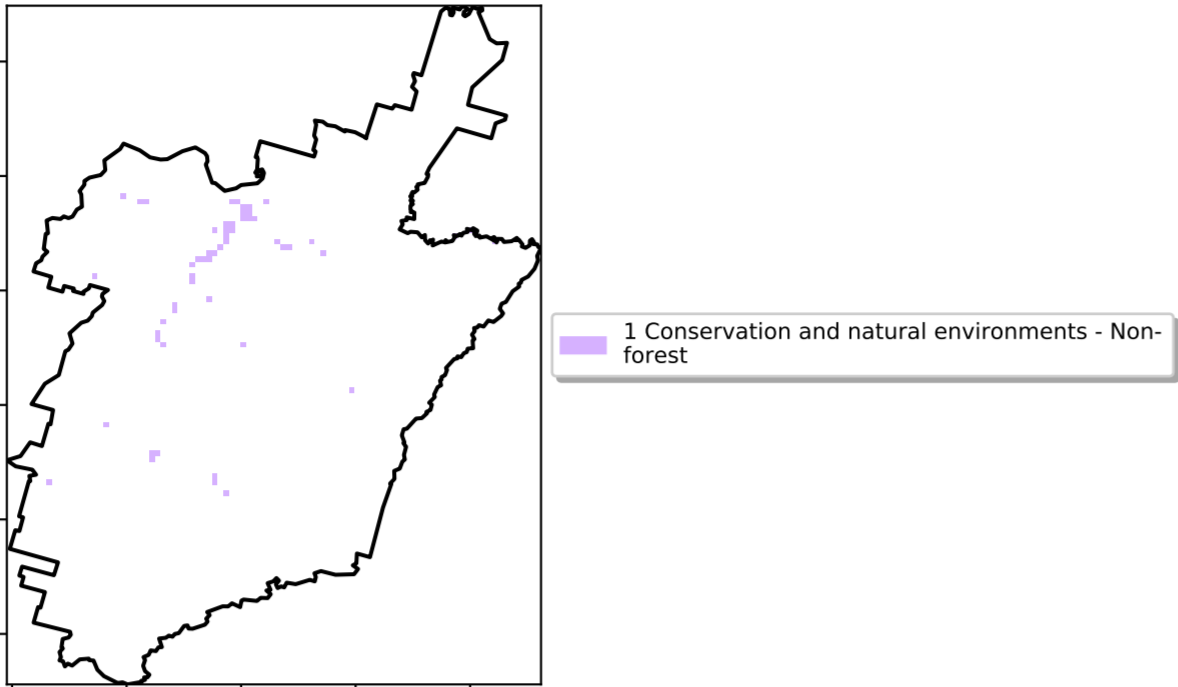 1 Conservation and natural environments - Non-
forest